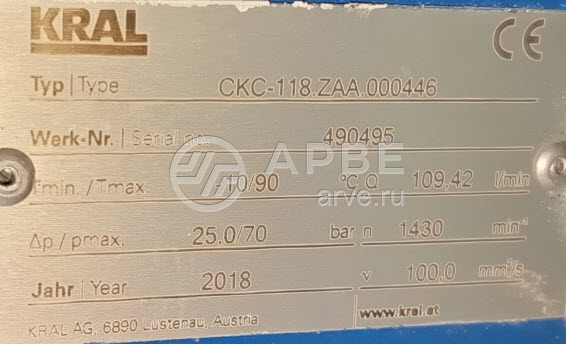 KRAL
CE
Typ | Type CKC-118.ZAA.000446
Werk-Nr. | Serial no. 490495
АРВЕ
arve.ru
Tmin. / Tmax. -10/90 °C Q 109,42 l/min
Δp / pmax. 25.0/70 bar n 1430 min⁻¹
Jahr | Year 2018 ν 100,0 mm²/s
KRAL AG, 6890 Lustenau, Austria www.kral.at